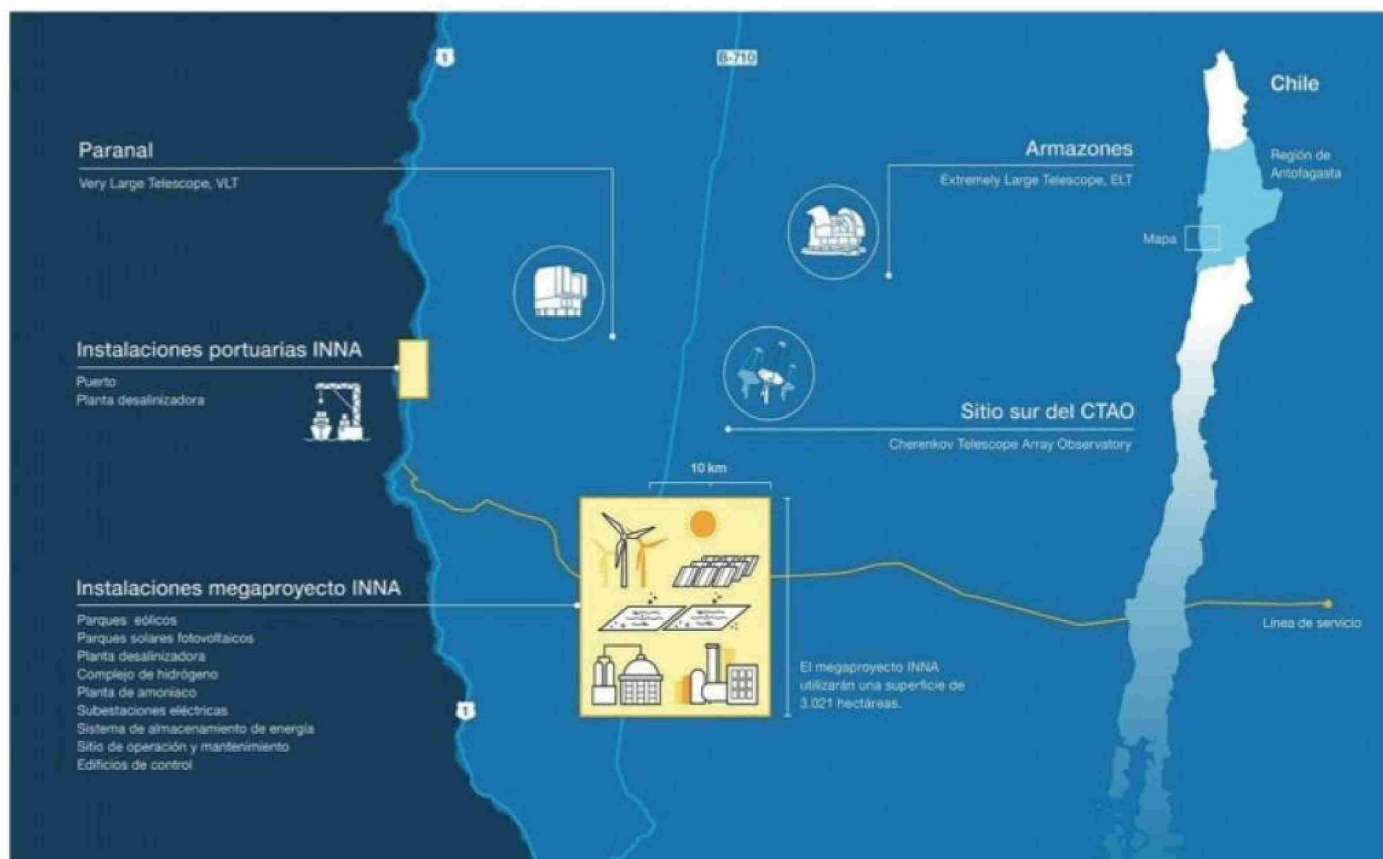 1
B-710
Chile
Paranal
Very Large Telescope, VLT
Armazones
Extremely Large Telescope, ELT
Región de
Antofagasta
Mapa
Instalaciones portuarias INNA
Puerto
Planta desalinizadora
Sitio sur del CTAO
Cherenkov Telescope Array Observatory
10 km
Instalaciones megaproyecto INNA
Parques eólicos
Parques solares fotovoltaicos
Planta desalinizadora
Complejo de hidrógeno
Planta de amoniaco
Subestaciones eléctricas
Sistema de almacenamiento de energía
Sitio de operación y mantenimiento
Edificios de control
El megaproyecto INNA
utilizarán una superficie de
3.021 hectáreas.
Línea de servicio
1